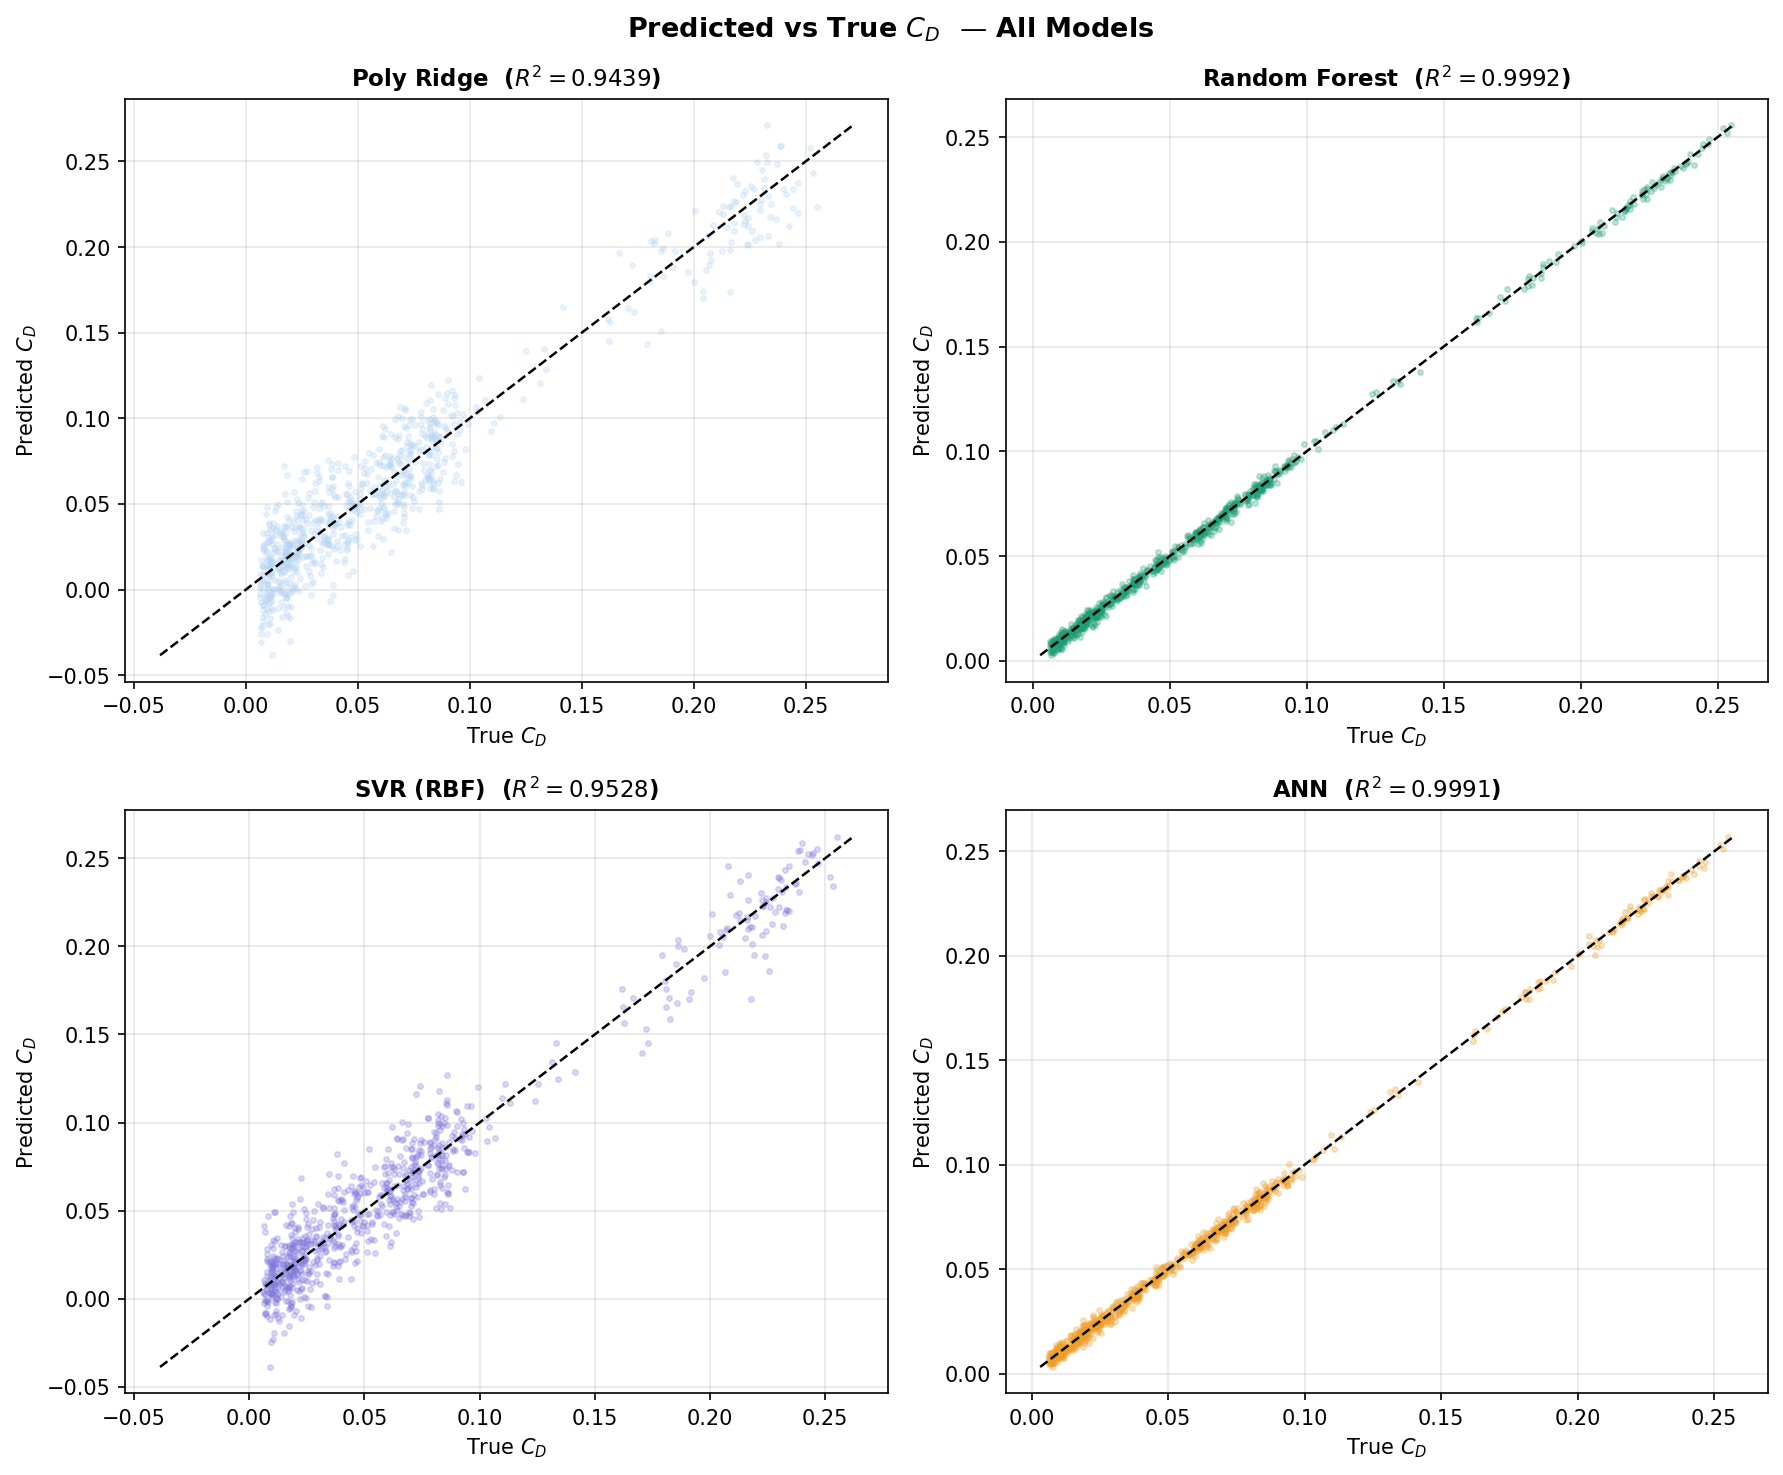 Predicted vs True $C_D$ — All Models
Poly Ridge ($R^2 = 0.9439$)
Predicted $C_D$
0.25
0.20
0.15
0.10
0.05
0.00
−0.05
−0.05 0.00 0.05 0.10 0.15 0.20 0.25
True $C_D$
Random Forest ($R^2 = 0.9992$)
Predicted $C_D$
0.25
0.20
0.15
0.10
0.05
0.00
0.00 0.05 0.10 0.15 0.20 0.25
True $C_D$
SVR (RBF) ($R^2 = 0.9528$)
Predicted $C_D$
0.25
0.20
0.15
0.10
0.05
0.00
−0.05
−0.05 0.00 0.05 0.10 0.15 0.20 0.25
True $C_D$
ANN ($R^2 = 0.9991$)
Predicted $C_D$
0.25
0.20
0.15
0.10
0.05
0.00
0.00 0.05 0.10 0.15 0.20 0.25
True $C_D$